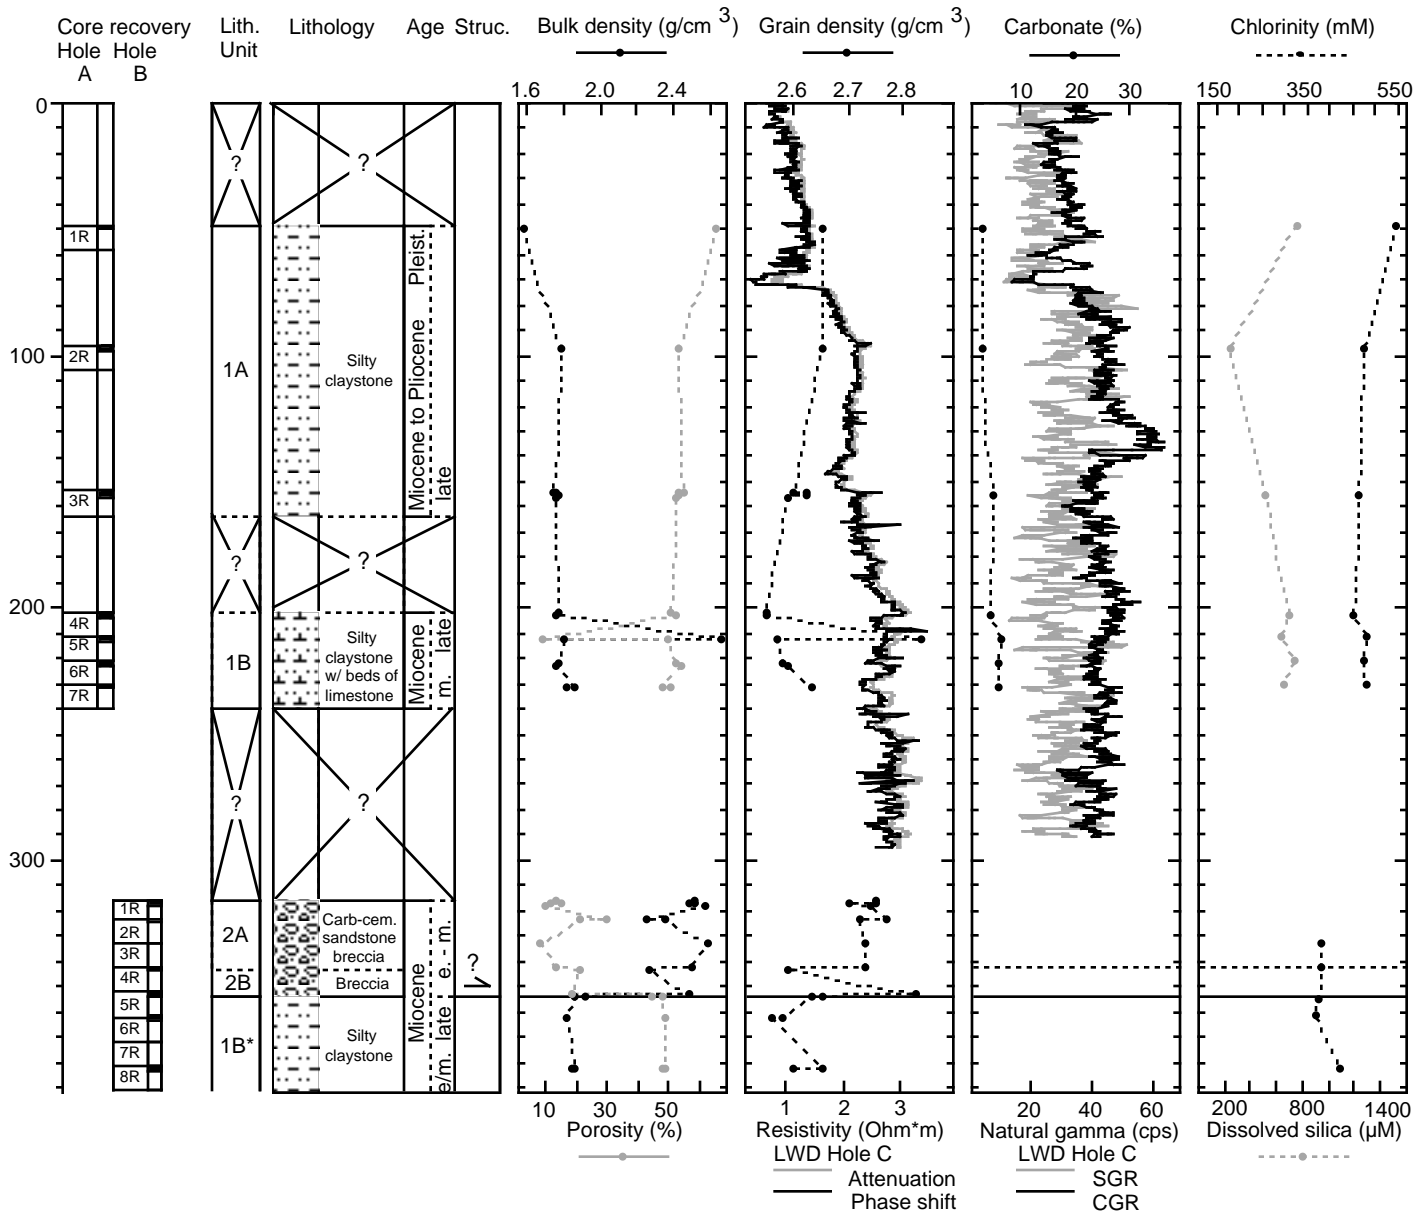 Core recovery
Hole Hole
A B
Lith.
Unit
Lithology
Age
Struc.
Bulk density (g/cm 3)
Grain density (g/cm 3)
Carbonate (%)
Chlorinity (mM)
1.6 2.0 2.4
2.6 2.7 2.8
10 20 30
150 350 550
0
100
200
300
1R
2R
3R
4R
5R
6R
7R
1R
2R
3R
4R
5R
6R
7R
8R
?
1A
?
1B
?
2A
2B
1B*
?
Silty
claystone
?
Silty
claystone
w/ beds of
limestone
?
Carb-cem.
sandstone
breccia
Breccia
Silty
claystone
Miocene to Pliocene
Pleist.
late
Miocene
m. late
Miocene
e. - m.
e/m. late
?
10 30 50
Porosity (%)
1 2 3
Resistivity (Ohm*m)
LWD Hole C
Attenuation
Phase shift
20 40 60
Natural gamma (cps)
LWD Hole C
SGR
CGR
200 800 1400
Dissolved silica (µM)